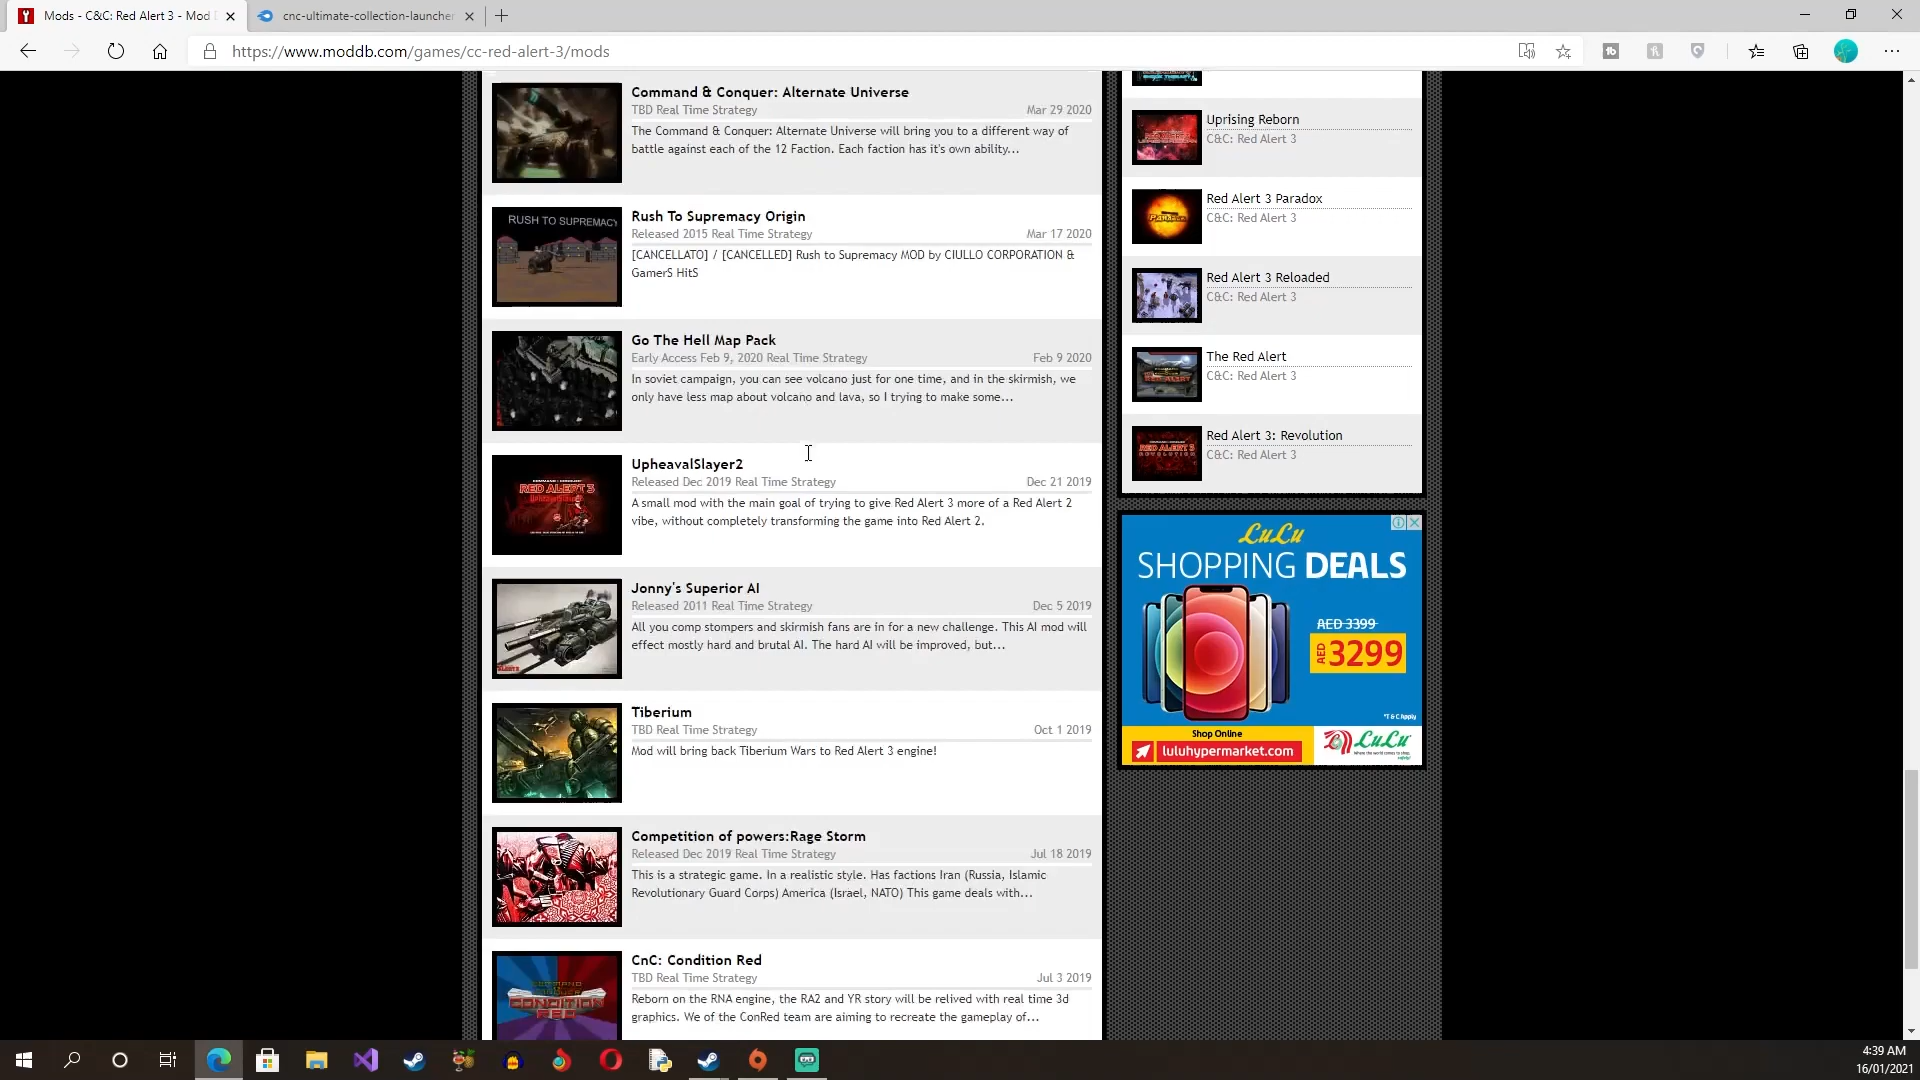 Mods - C&C: Red Alert 3 - Mod D
cnc-ultimate-collection-launcher
https://www.moddb.com/games/cc-red-alert-3/mods
Command & Conquer: Alternate Universe
TBD Real Time Strategy
Mar 29 2020
The Command & Conquer: Alternate Universe will bring you to a different way of
battle against each of the 12 Faction. Each faction has it's own ability...
RUSH TO SUPREMACY
Rush To Supremacy Origin
Released 2015 Real Time Strategy
Mar 17 2020
[CANCELLATO] / [CANCELLED] Rush to Supremacy MOD by CIULLO CORPORATION &
GamerS HitS
Go The Hell Map Pack
Early Access Feb 9, 2020 Real Time Strategy
Feb 9 2020
In soviet campaign, you can see volcano just for one time, and in the skirmish, we
only have less map about volcano and lava, so I trying to make some...
RED ALERT 3
UpheavalSlayer2
Released Dec 2019 Real Time Strategy
Dec 21 2019
A small mod with the main goal of trying to give Red Alert 3 more of a Red Alert 2
vibe, without completely transforming the game into Red Alert 2.
Jonny's Superior AI
Released 2011 Real Time Strategy
Dec 5 2019
All you comp stompers and skirmish fans are in for a new challenge. This AI mod will
effect mostly hard and brutal AI. The hard AI will be improved, but...
Tiberium
TBD Real Time Strategy
Oct 1 2019
Mod will bring back Tiberium Wars to Red Alert 3 engine!
Competition of powers:Rage Storm
Released Dec 2019 Real Time Strategy
Jul 18 2019
This is a strategic game. In a realistic style. Has factions Iran (Russia, Islamic
Revolutionary Guard Corps) America (Israel, NATO) This game deals with...
CONDITION
RED
CnC: Condition Red
TBD Real Time Strategy
Jul 3 2019
Reborn on the RNA engine, the RA2 and YR story will be relived with real time 3d
graphics. We of the ConRed team are aiming to recreate the gameplay of...
Uprising Reborn
C&C: Red Alert 3
Red Alert 3 Paradox
C&C: Red Alert 3
Red Alert 3 Reloaded
C&C: Red Alert 3
The Red Alert
C&C: Red Alert 3
Red Alert 3: Revolution
C&C: Red Alert 3
LuLu
SHOPPING DEALS
AED 3399
AED 3299
*T & C Apply
Shop Online
luluhypermarket.com
LuLu
4:39 AM
16/01/2021